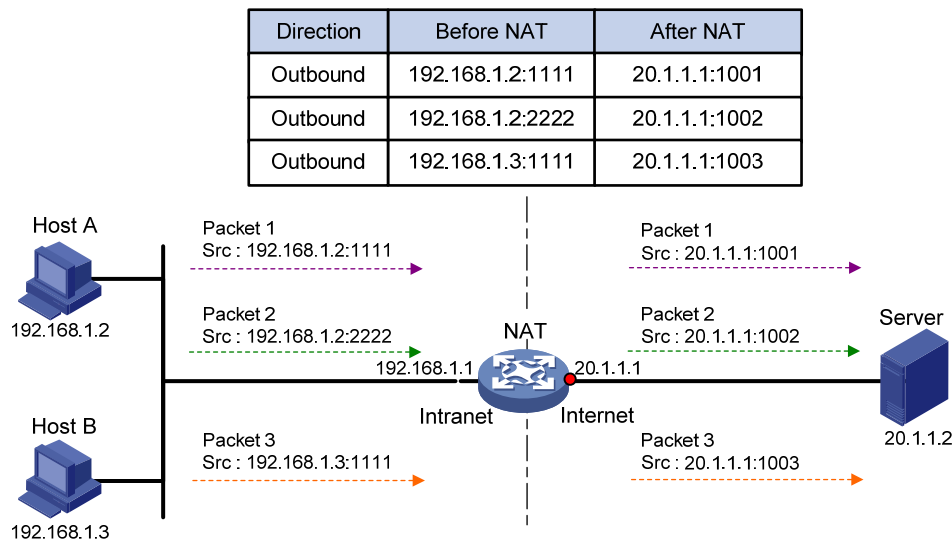 Direction Before NAT After NAT
Outbound 192.168.1.2:1111 20.1.1.1:1001
Outbound 192.168.1.2:2222 20.1.1.1:1002
Outbound 192.168.1.3:1111 20.1.1.1:1003
Host A
192.168.1.2
Packet 1
Src : 192.168.1.2:1111
Packet 1
Src : 20.1.1.1:1001
Packet 2
Src : 192.168.1.2:2222
NAT
Packet 2
Src : 20.1.1.1:1002
Server
192.168.1.1
20.1.1.1
Intranet
Internet
20.1.1.2
Host B
192.168.1.3
Packet 3
Src : 192.168.1.3:1111
Packet 3
Src : 20.1.1.1:1003